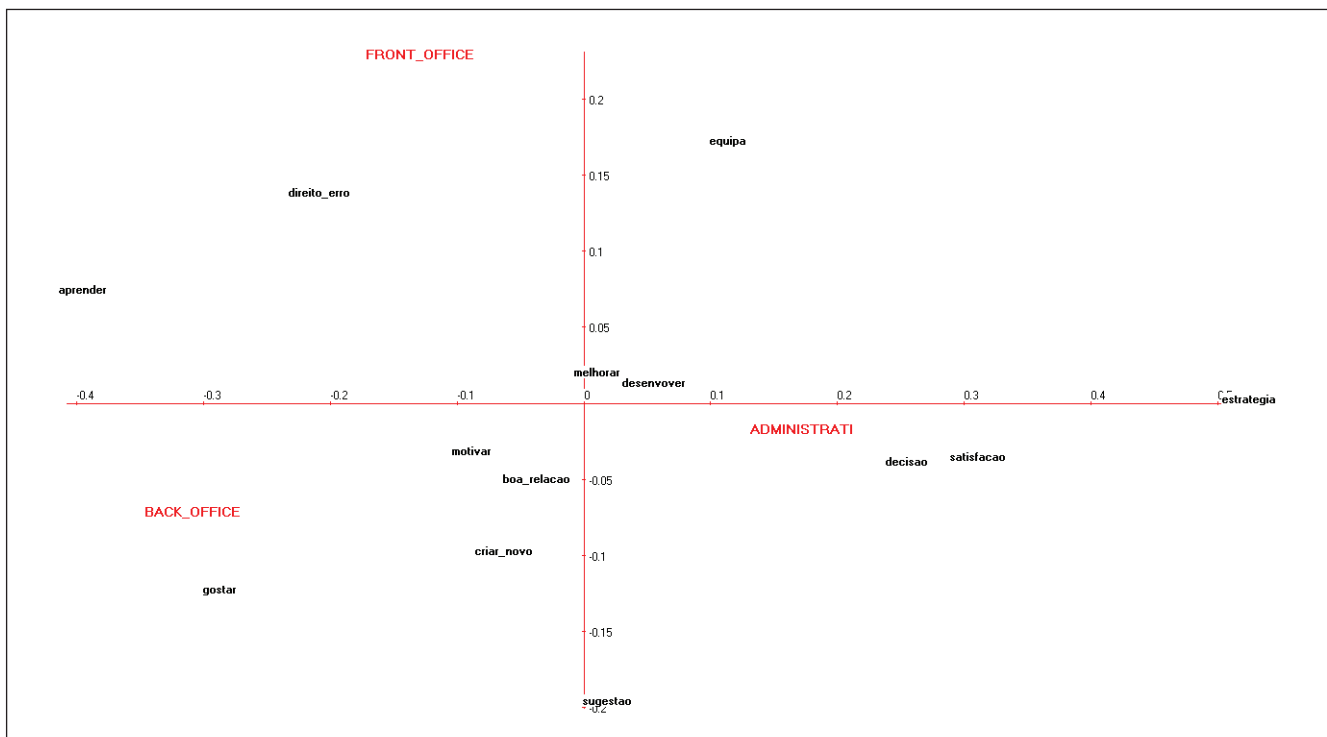 FRONT_OFFICE
0.2
equipa
0.15
direito_erro
0.1
aprender
0.05
melhorar
desenvover
-0.4 -0.3 -0.2 -0.1 0 0.1 0.2 0.3 0.4
estrategia
ADMINISTRATI
motivar
decisao satisfacao
boa_relacao
-0.05
BACK_OFFICE
criar_novo
-0.1
gostar
-0.15
sugestao
-0.2